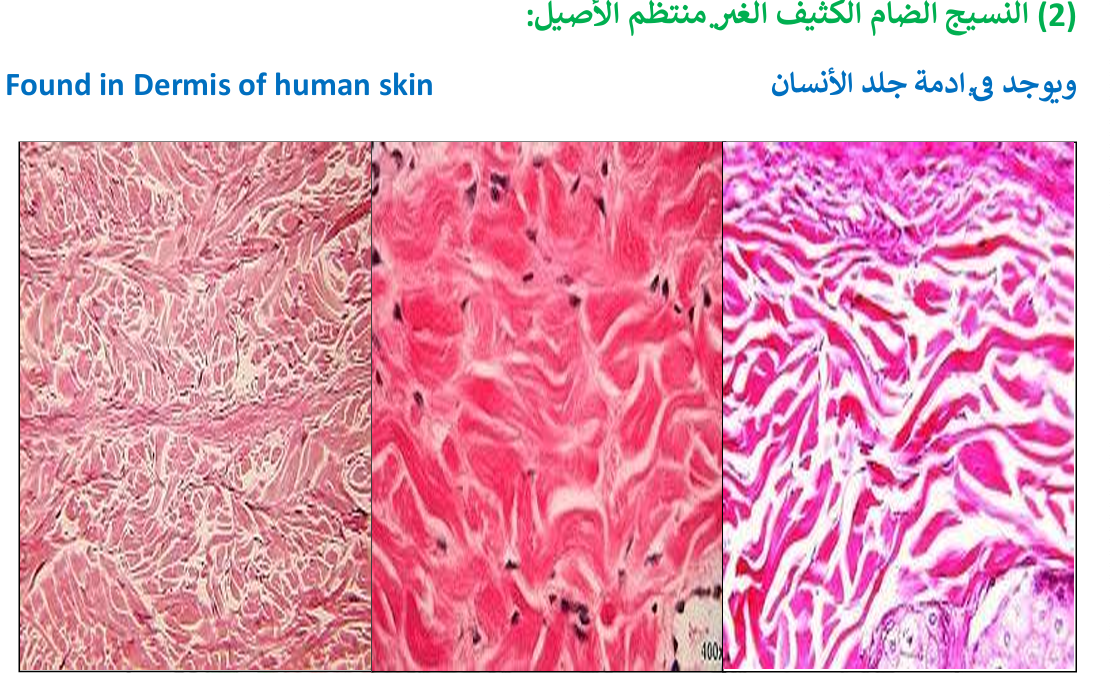 (2) النسيج الضام الكثيف الغير منتظم الأصيل:
ويوجد في ادمة جلد الأنسان
Found in Dermis of human skin
400x